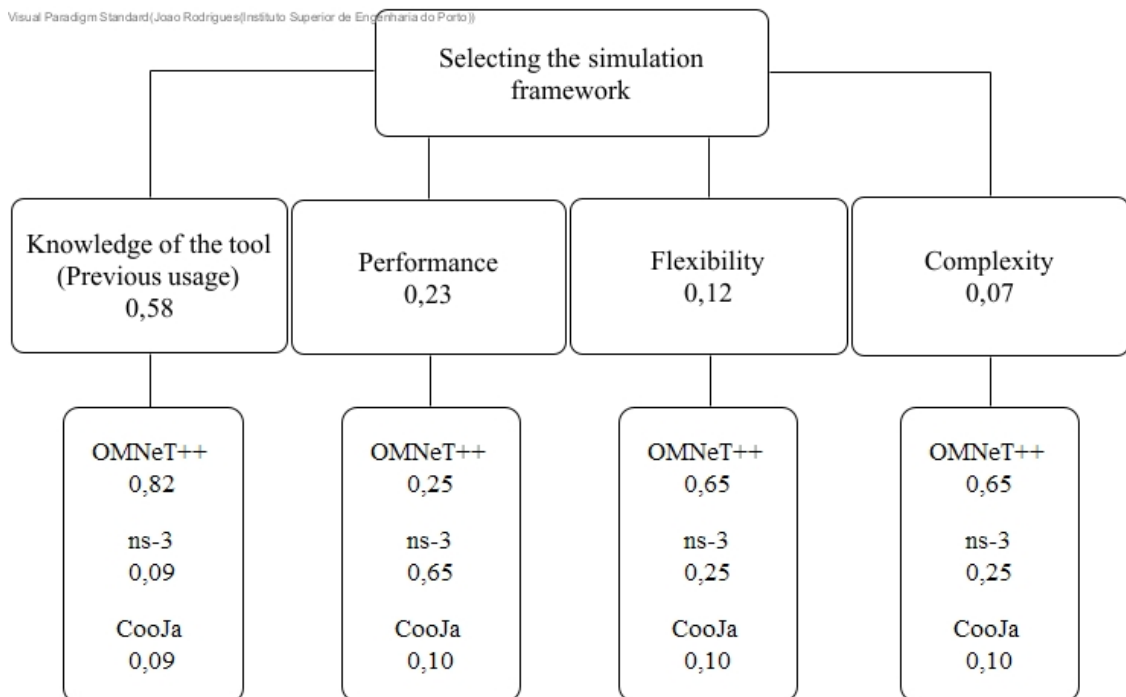 Visual Paradigm Standard(Joao Rodrigues(Instituto Superior de Engenharia do Porto))
Selecting the simulation
framework
Knowledge of the tool
(Previous usage)
0,58
Performance
0,23
Flexibility
0,12
Complexity
0,07
OMNeT++
0,82
ns-3
0,09
CooJa
0,09
OMNeT++
0,25
ns-3
0,65
CooJa
0,10
OMNeT++
0,65
ns-3
0,25
CooJa
0,10
OMNeT++
0,65
ns-3
0,25
CooJa
0,10